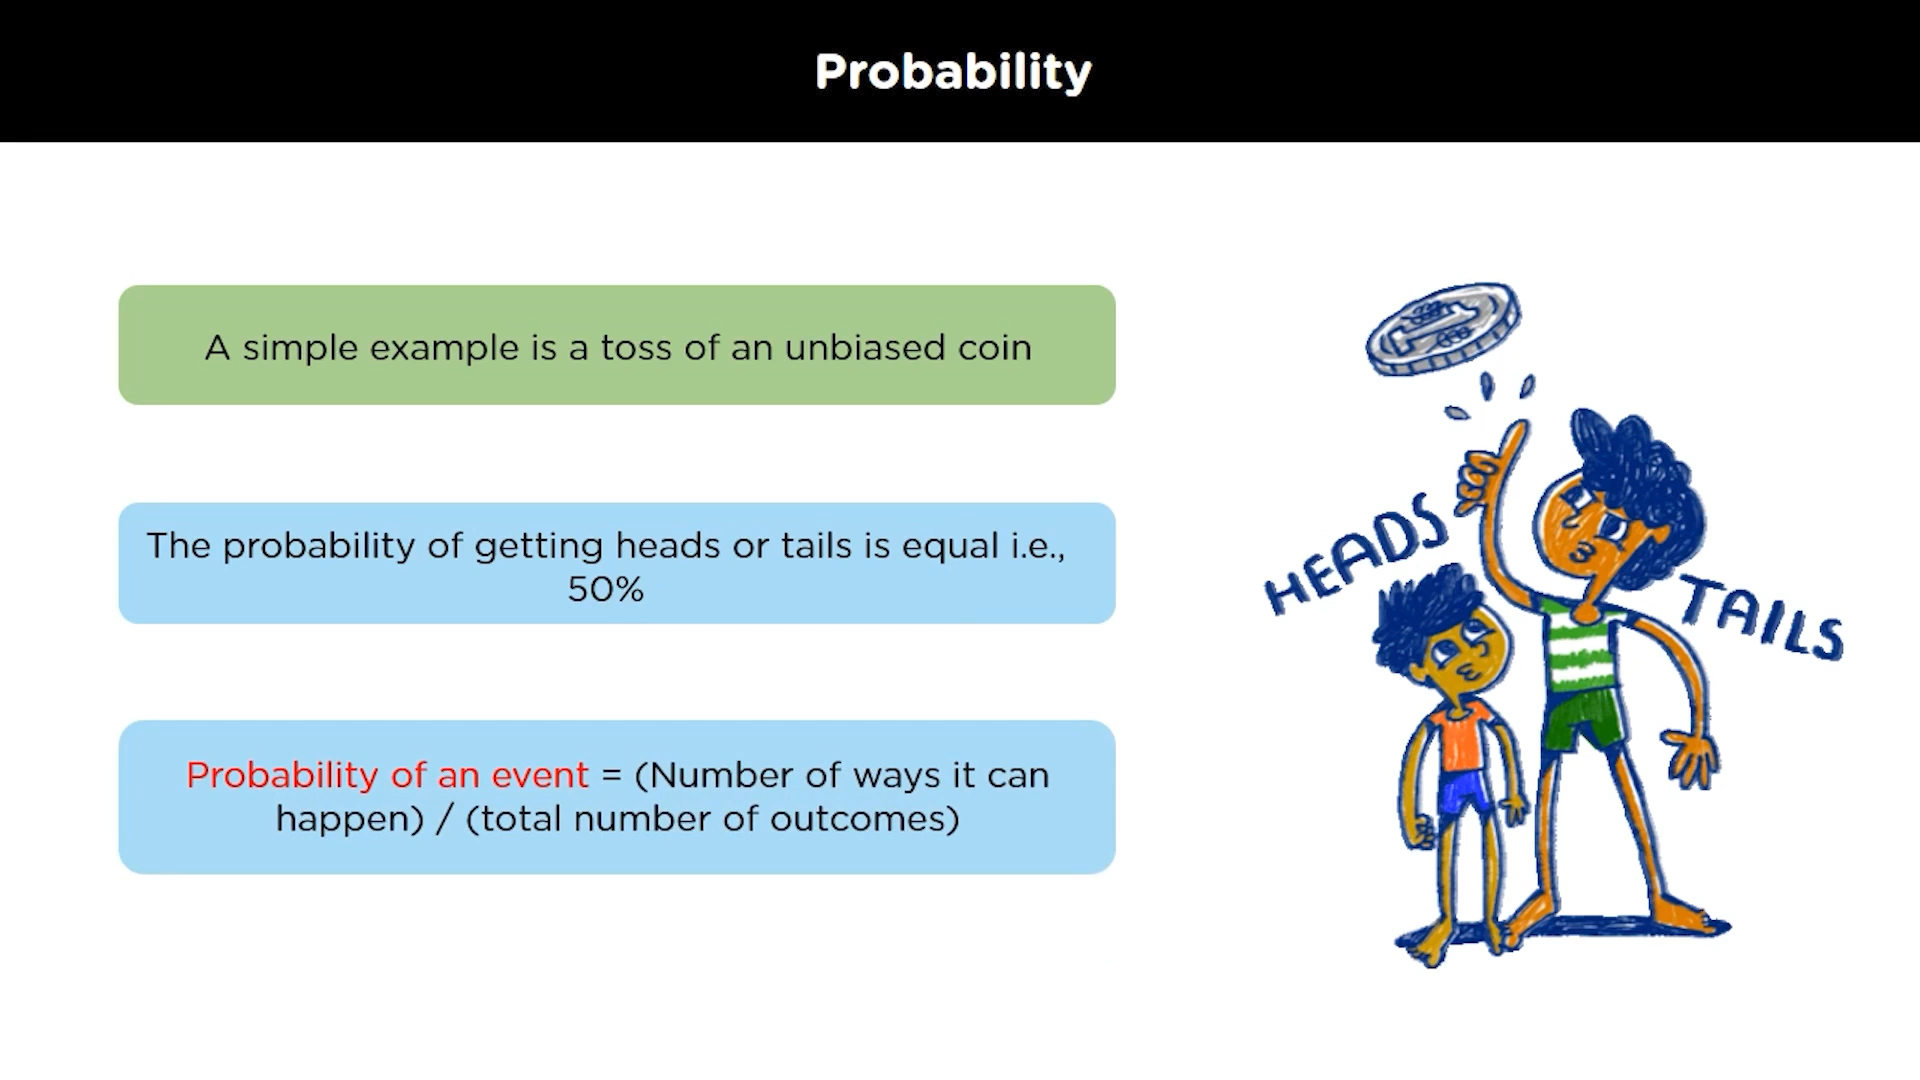 Probability
A simple example is a toss of an unbiased coin
The probability of getting heads or tails is equal i.e.,
50%
Probability of an event = (Number of ways it can
happen) / (total number of outcomes)
HEADS
TAILS